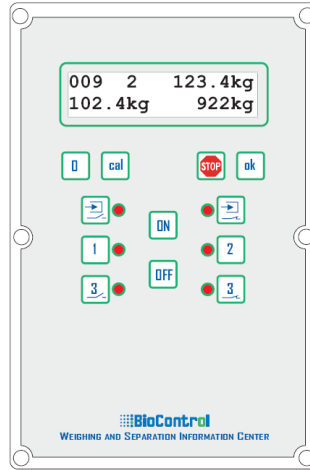 009 2 123.4kg
102.4kg 922kg
0 cal STOP ok
ON
1 2
OFF
3 3
BioControl
WEIGHING AND SEPARATION INFORMATION CENTER